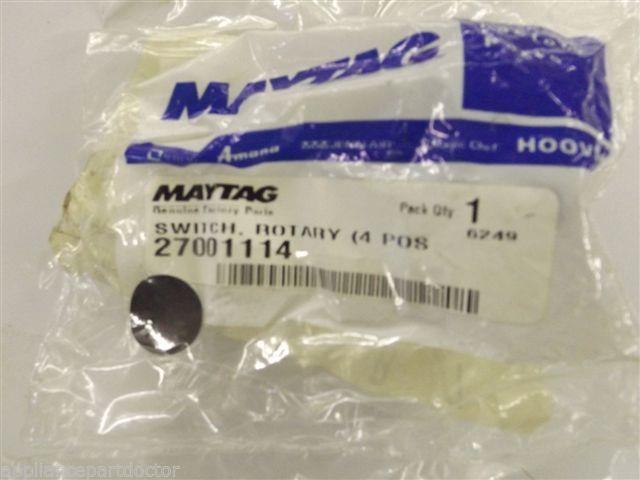 MAYTAG
Amana
HOOV
MAYTAG
Genuine Factory Parts
Pack Qty 1
SWITCH, ROTARY (4 POS
6249
27001114
appliancepartdoctor